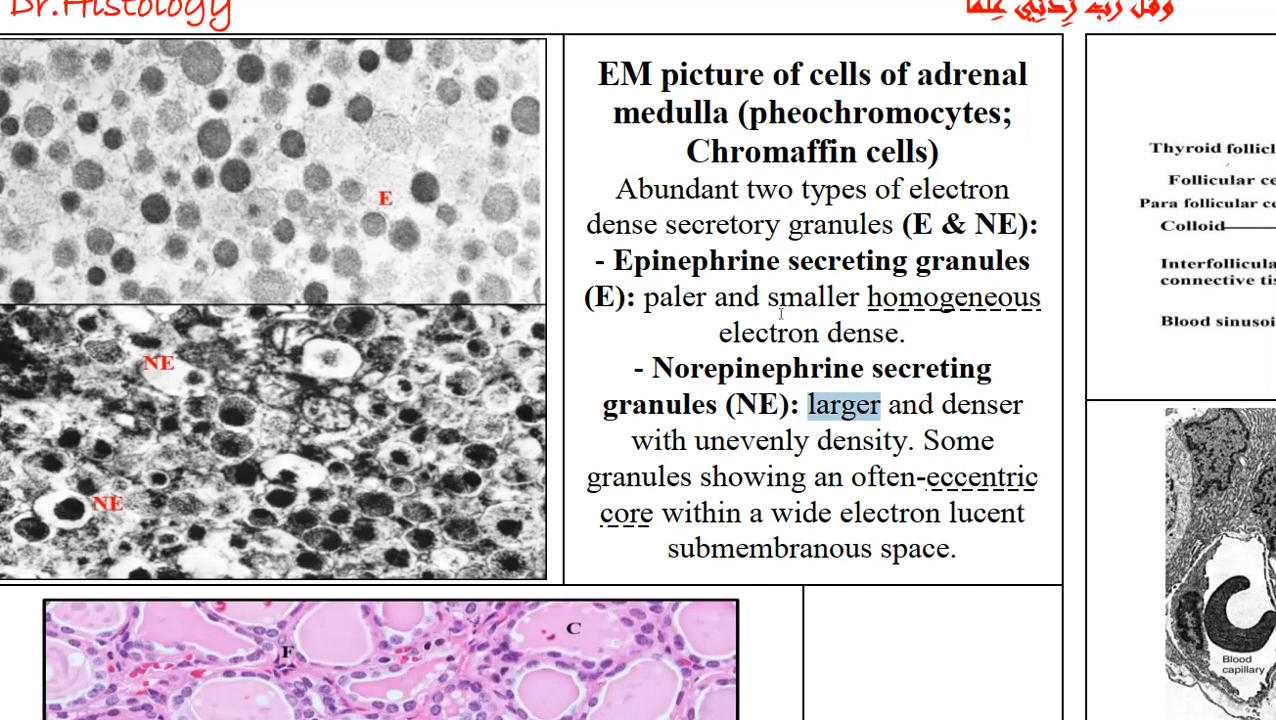 Dr.Histology
وقل رب زدني علما
EM picture of cells of adrenal
medulla (pheochromocytes;
Chromaffin cells)
Abundant two types of electron
dense secretory granules (E & NE):
- Epinephrine secreting granules
(E): paler and smaller homogeneous
electron dense.
- Norepinephrine secreting
granules (NE): larger and denser
with unevenly density. Some
granules showing an often-eccentric
core within a wide electron lucent
submembranous space.
E
NE
NE
Thyroid follicl
Follicular ce
Para follicular ce
Colloid
Interfollicula
connective tis
Blood sinusoi
C
F
Blood
capillary